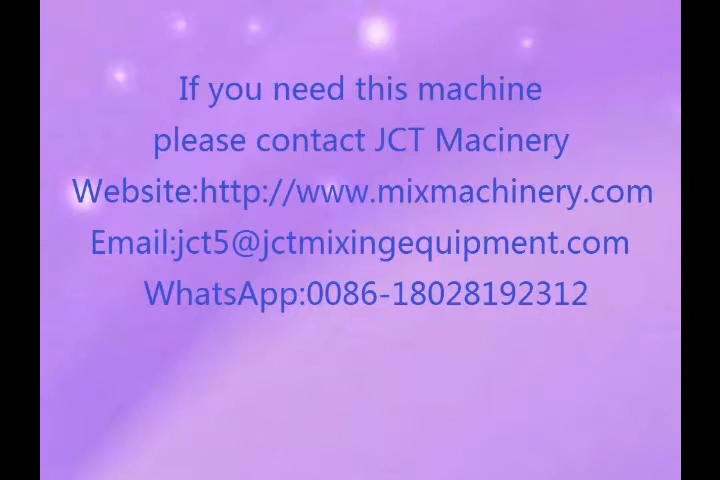 If you need this machine
please contact JCT Macinery
Website:http://www.mixmachinery.com
Email:jct5@jctmixingequipment.com
WhatsApp:0086-18028192312